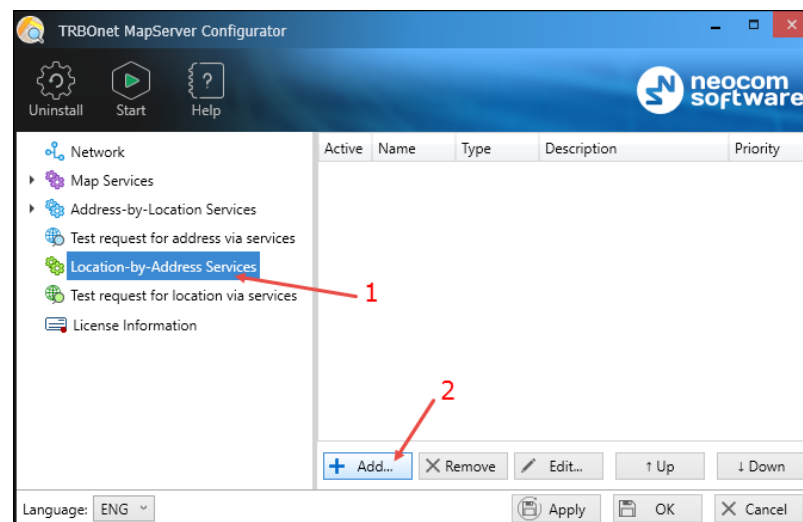 TRBOnet MapServer Configurator
Uninstall Start Help
neocom
software
Network
Map Services
Address-by-Location Services
Test request for address via services
Location-by-Address Services
Test request for location via services
License Information
Active Name Type Description Priority
1
2
Add... Remove Edit... ↑ Up ↓ Down
Language: ENG Apply OK Cancel